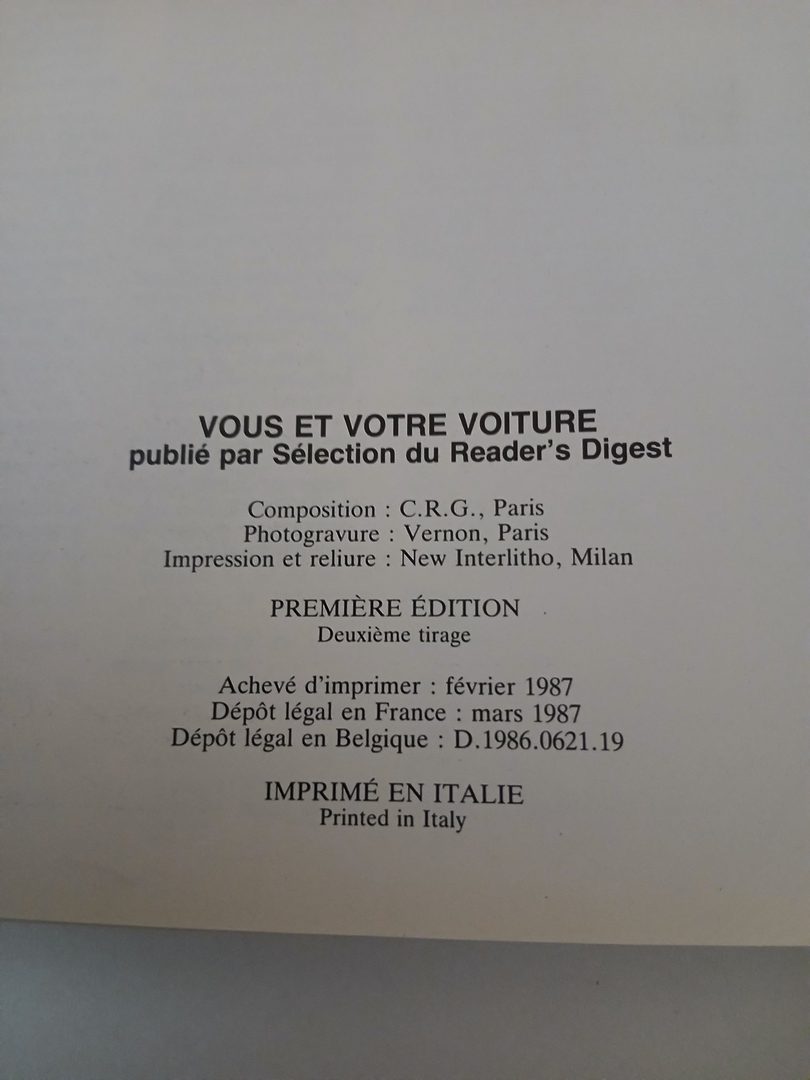 VOUS ET VOTRE VOITURE
publié par Sélection du Reader's Digest
Composition : C.R.G., Paris
Photogravure : Vernon, Paris
Impression et reliure : New Interlitho, Milan
PREMIÈRE ÉDITION
Deuxième tirage
Achevé d'imprimer : février 1987
Dépôt légal en France : mars 1987
Dépôt légal en Belgique : D.1986.0621.19
IMPRIMÉ EN ITALIE
Printed in Italy